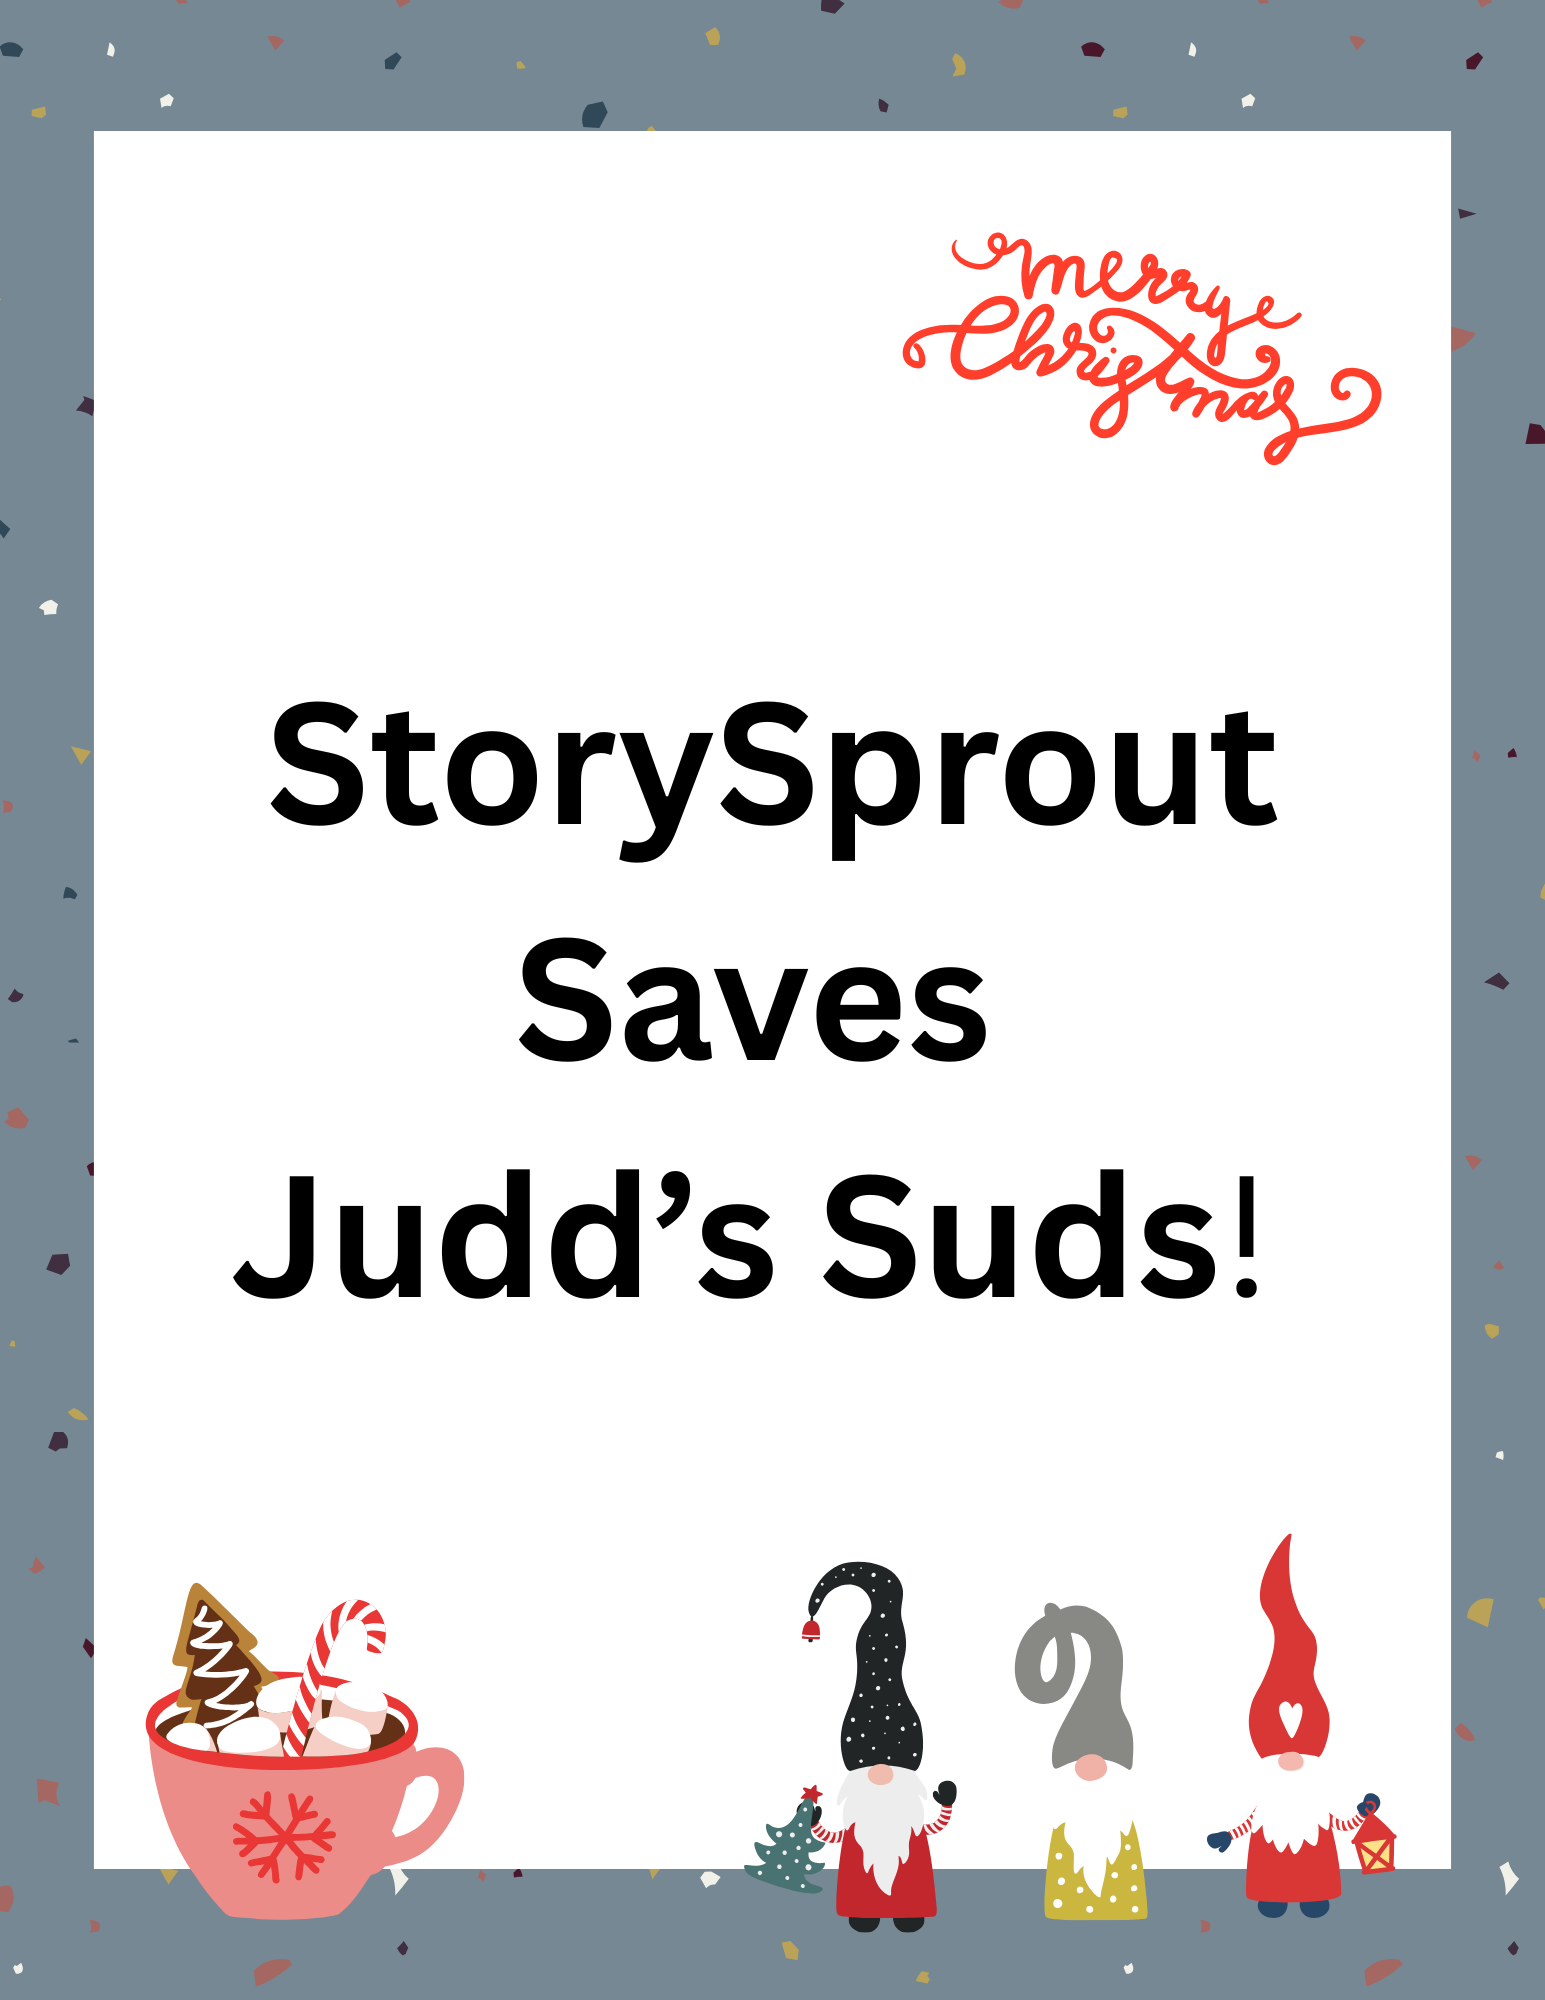 merry
Christmas
StorySprout
Saves
Judd’s Suds!